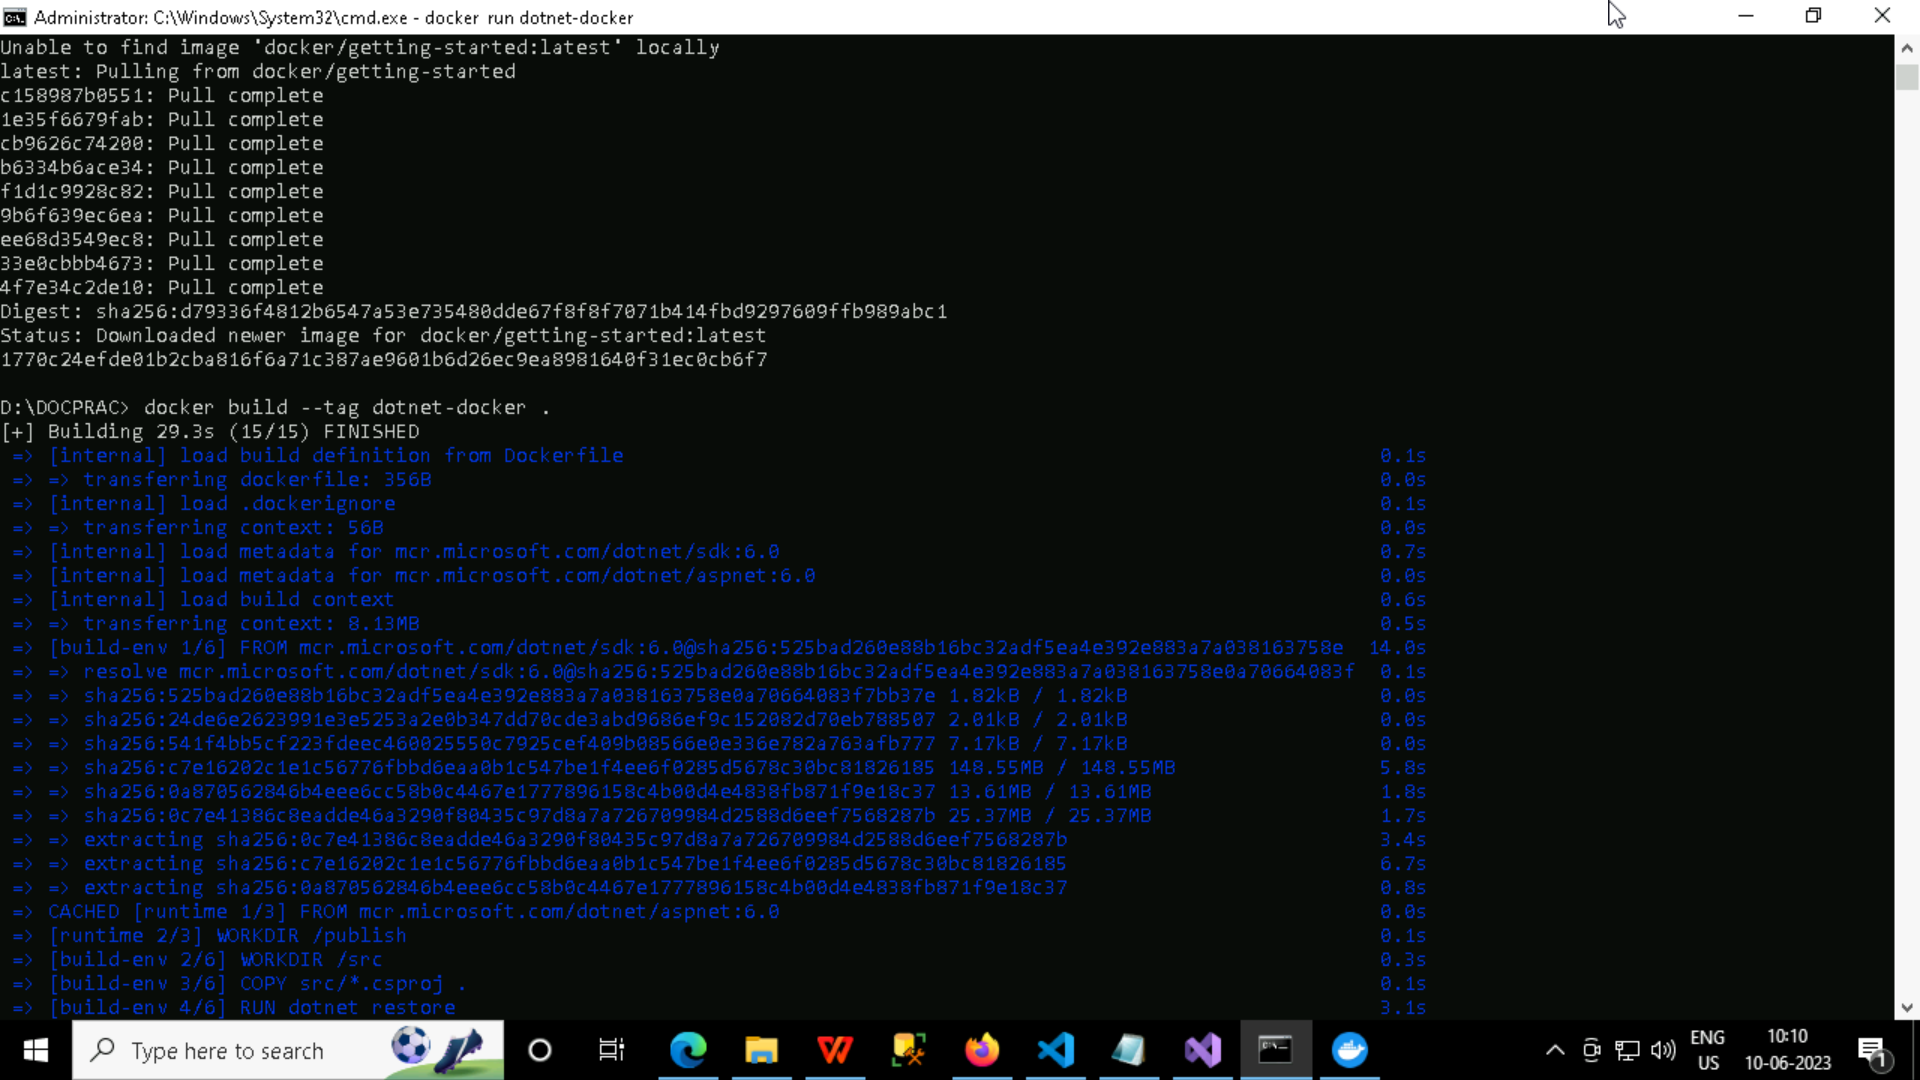 Administrator: C:\Windows\System32\cmd.exe - docker run dotnet-docker
Unable to find image 'docker/getting-started:latest' locally
latest: Pulling from docker/getting-started
c158987b0551: Pull complete
1e35f6679fab: Pull complete
cb9626c74200: Pull complete
b6334b6ace34: Pull complete
f1d1c9928c82: Pull complete
9b6f639ec6ea: Pull complete
ee68d3549ec8: Pull complete
33e0cbbb4673: Pull complete
4f7e34c2de10: Pull complete
Digest: sha256:d79336f4812b6547a53e735480dde67f8f8f7071b414fbd9297609ffb989abc1
Status: Downloaded newer image for docker/getting-started:latest
1770c24efde01b2cba816f6a71c387ae9601b6d26ec9ea8981640f31ec0cb6f7
D:\DOCPRAC> docker build --tag dotnet-docker .
[+] Building 29.3s (15/15) FINISHED
=> [internal] load build definition from Dockerfile 0.1s
=> => transferring dockerfile: 356B 0.0s
=> [internal] load .dockerignore 0.1s
=> => transferring context: 56B 0.0s
=> [internal] load metadata for mcr.microsoft.com/dotnet/sdk:6.0 0.7s
=> [internal] load metadata for mcr.microsoft.com/dotnet/aspnet:6.0 0.0s
=> [internal] load build context 0.6s
=> => transferring context: 8.13MB 0.5s
=> [build-env 1/6] FROM mcr.microsoft.com/dotnet/sdk:6.0@sha256:525bad260e88b16bc32adf5ea4e392e883a7a038163758e 14.0s
=> => resolve mcr.microsoft.com/dotnet/sdk:6.0@sha256:525bad260e88b16bc32adf5ea4e392e883a7a038163758e0a70664083f 0.1s
=> => sha256:525bad260e88b16bc32adf5ea4e392e883a7a038163758e0a70664083f7bb37e 1.82kB / 1.82kB 0.0s
=> => sha256:24de6e2623991e3e5253a2e0b347dd70cde3abd9686ef9c152082d70eb788507 2.01kB / 2.01kB 0.0s
=> => sha256:541f4bb5cf223fdeec460025550c7925cef409b08566e0e336e782a763afb777 7.17kB / 7.17kB 0.0s
=> => sha256:c7e16202c1e1c56776fbbd6eaa0b1c547be1f4ee6f0285d5678c30bc81826185 148.55MB / 148.55MB 5.8s
=> => sha256:0a870562846b4eee6cc58b0c4467e1777896158c4b00d4e4838fb871f9e18c37 13.61MB / 13.61MB 1.8s
=> => sha256:0c7e41386c8eadde46a3290f80435c97d8a7a726709984d2588d6eef7568287b 25.37MB / 25.37MB 1.7s
=> => extracting sha256:0c7e41386c8eadde46a3290f80435c97d8a7a726709984d2588d6eef7568287b 3.4s
=> => extracting sha256:c7e16202c1e1c56776fbbd6eaa0b1c547be1f4ee6f0285d5678c30bc81826185 6.7s
=> => extracting sha256:0a870562846b4eee6cc58b0c4467e1777896158c4b00d4e4838fb871f9e18c37 0.8s
=> CACHED [runtime 1/3] FROM mcr.microsoft.com/dotnet/aspnet:6.0 0.0s
=> [runtime 2/3] WORKDIR /publish 0.1s
=> [build-env 2/6] WORKDIR /src 0.3s
=> [build-env 3/6] COPY src/*.csproj . 0.1s
=> [build-env 4/6] RUN dotnet restore 3.1s
Type here to search
ENG
US
10:10
10-06-2023
1